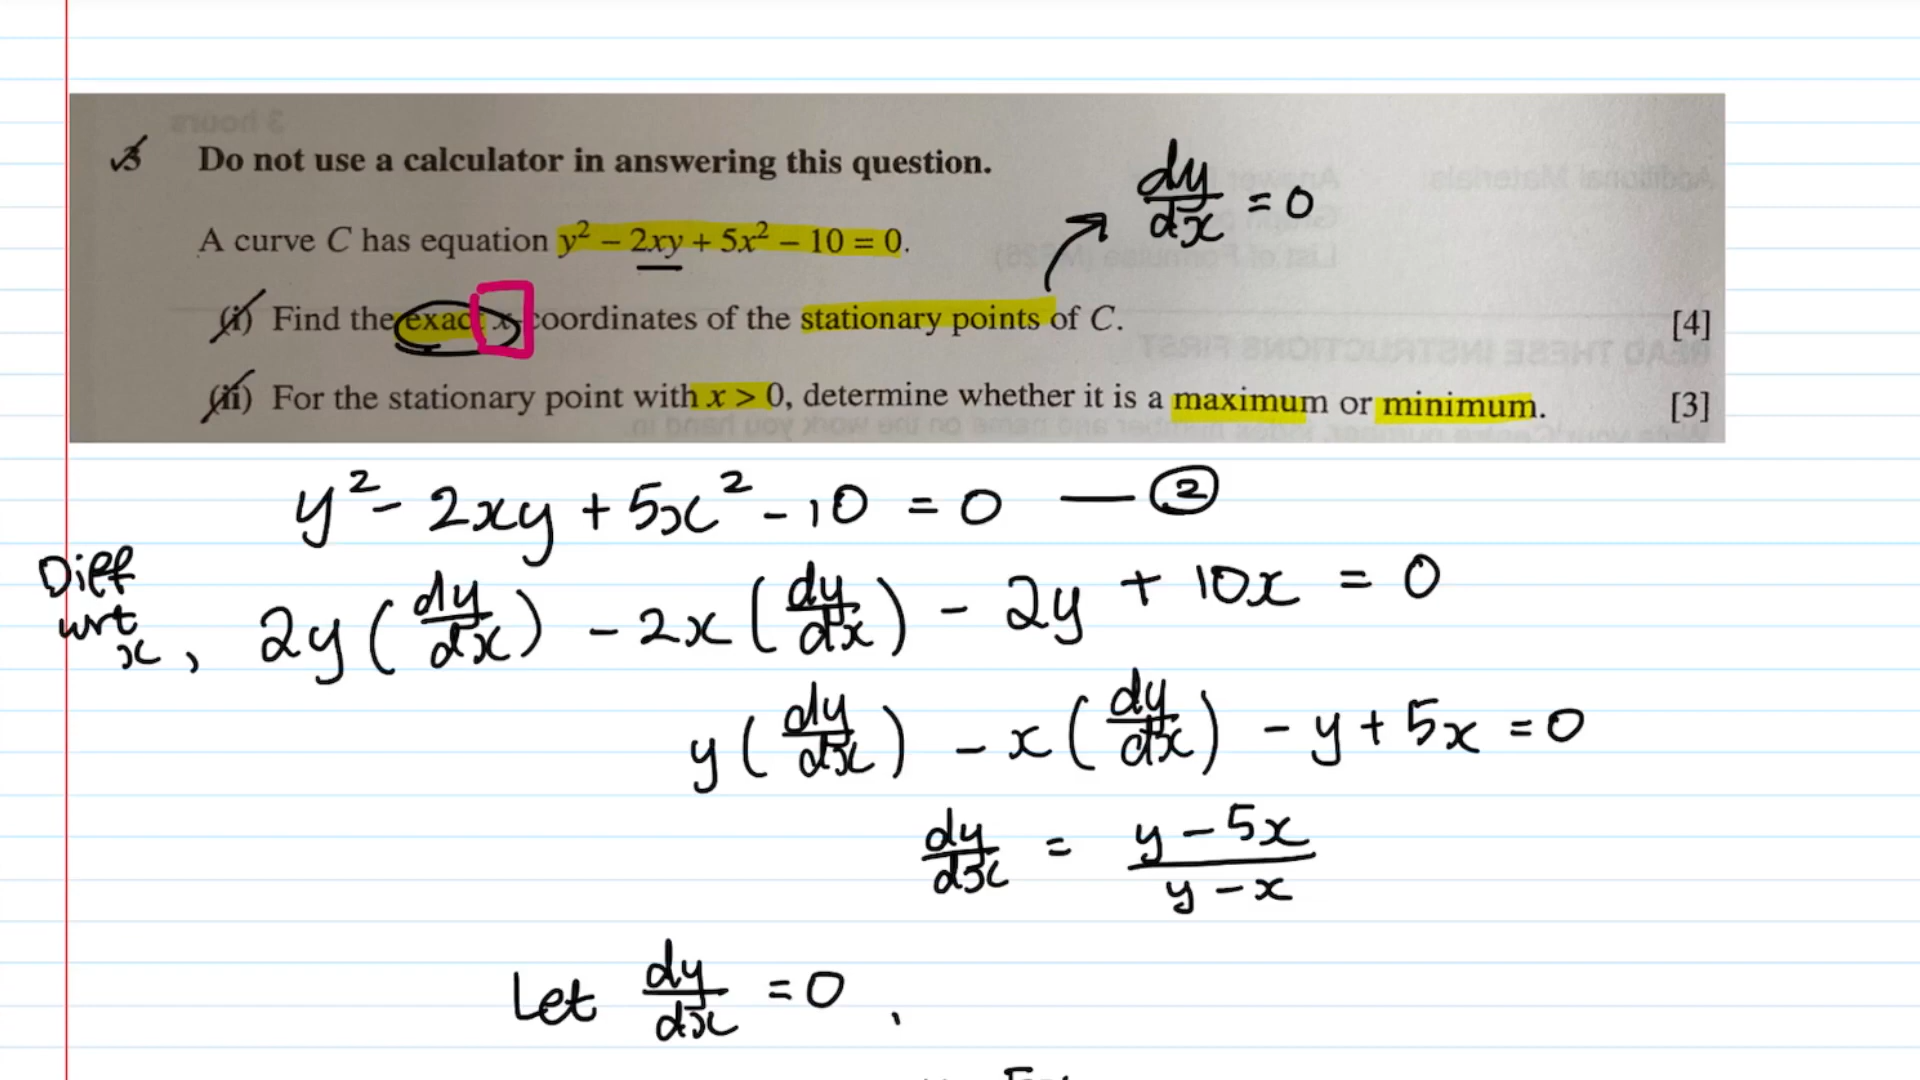 3 Do not use a calculator in answering this question.
dy/dx = 0
A curve C has equation y² – 2xy + 5x² – 10 = 0.
(i) Find the exact x-coordinates of the stationary points of C. [4]
(ii) For the stationary point with x > 0, determine whether it is a maximum or minimum. [3]
y² - 2xy + 5x² - 10 = 0 — ②
Diff wrt x, 2y (dy/dx) - 2x (dy/dx) - 2y + 10x = 0
y (dy/dx) - x (dy/dx) - y + 5x = 0
dy/dx = (y - 5x)/(y - x)
Let dy/dx = 0,